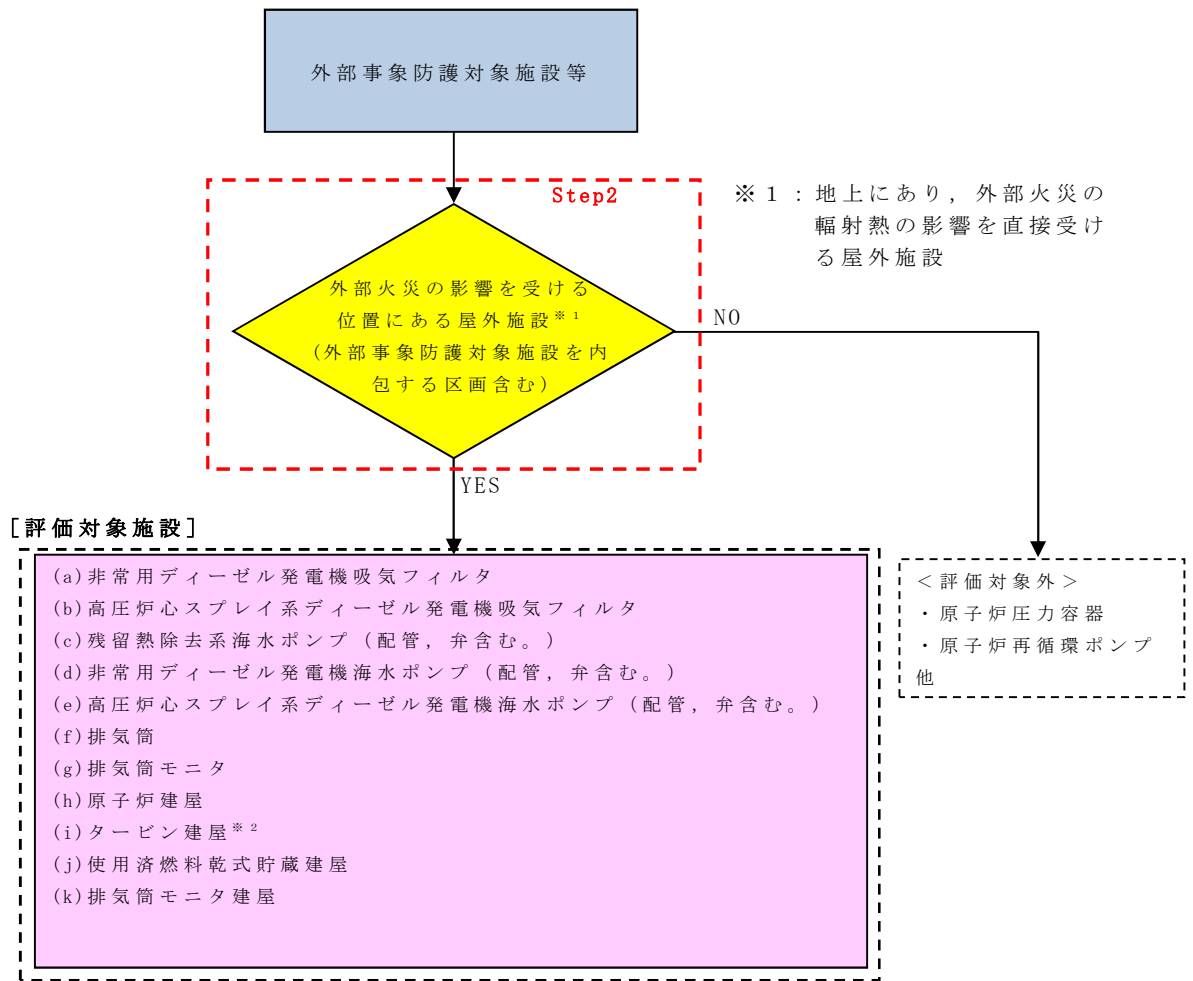 外部事象防護対象施設等
Step2
※1：地上にあり，外部火災の
輻射熱の影響を直接受け
る屋外施設
外部火災の影響を受ける
位置にある屋外施設※1
(外部事象防護対象施設を内
包する区画含む)
NO
YES
[評価対象施設]
(a)非常用ディーゼル発電機吸気フィルタ
(b)高圧炉心スプレイ系ディーゼル発電機吸気フィルタ
(c)残留熱除去系海水ポンプ（配管，弁含む。）
(d)非常用ディーゼル発電機海水ポンプ（配管，弁含む。）
(e)高圧炉心スプレイ系ディーゼル発電機海水ポンプ（配管，弁含む。）
(f)排気筒
(g)排気筒モニタ
(h)原子炉建屋
(i)タービン建屋※2
(j)使用済燃料乾式貯蔵建屋
(k)排気筒モニタ建屋
＜評価対象外＞
・原子炉圧力容器
・原子炉再循環ポンプ
他